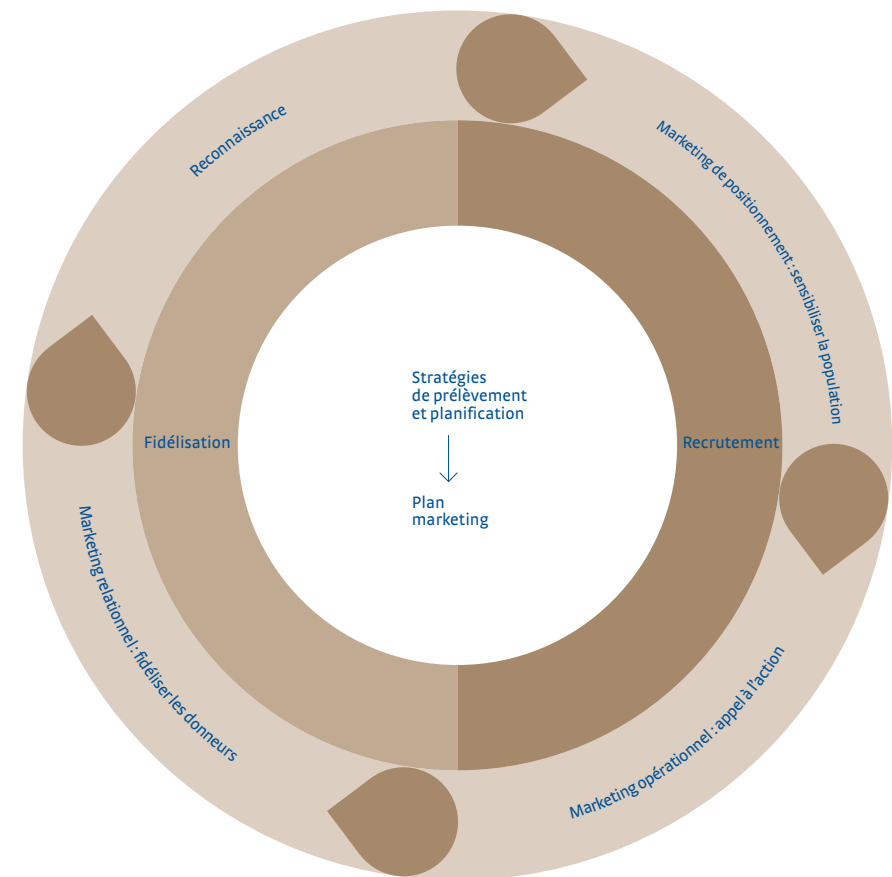 Reconnaissance
Marketing de positionnement : sensibiliser la population
Stratégies
de prélèvement
et planification
Fidélisation
Recrutement
Plan
marketing
Marketing relationnel : fidéliser les donneurs
Marketing opérationnel : appel à l'action